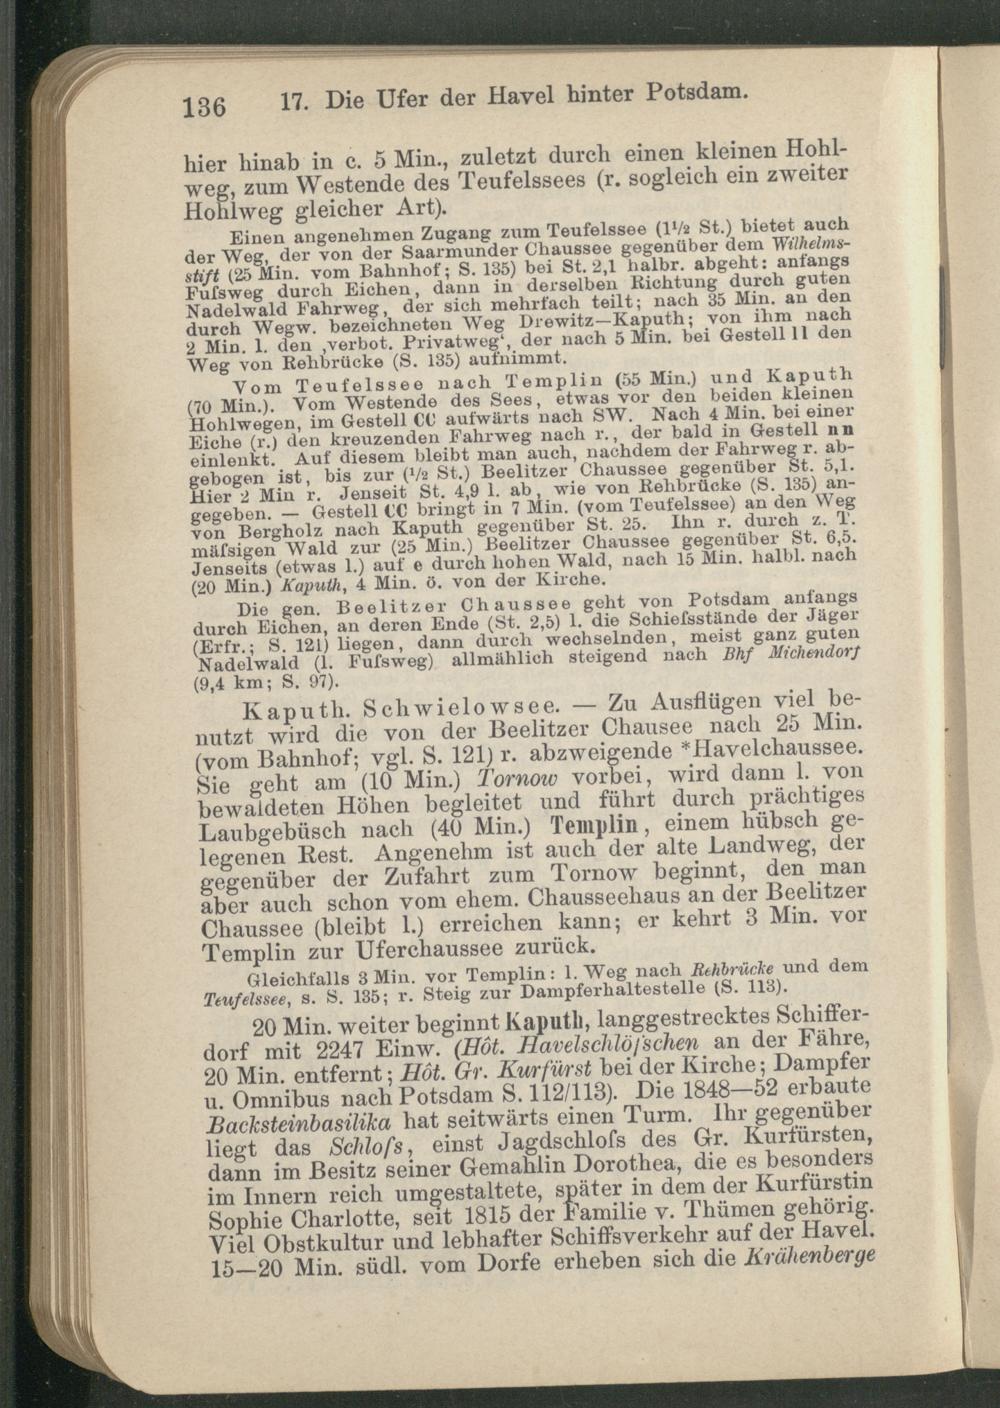 136 17. Die Ufer der Havel hinter Potsdam.
hier hinab in c. 5 Min., zuletzt durch einen kleinen Hohl-
weg, zum Westende des Teufelssees (r. sogleich ein zweiter
Hohlweg gleicher Art).
Einen angenehmen Zugang zum Teufelssee (1½ St.) bietet auch
der Weg, der von der Saarmunder Chaussee gegenüber dem Wilhelms-
stift (25 Min. vom Bahnhof; S. 135) bei St. 2,1 halbr. abgeht: anfangs
Fuſsweg durch Eichen, dann in derselben Richtung durch guten
Nadelwald Fahrweg, der sich mehrfach teilt; nach 35 Min. an den
durch Wegw. bezeichneten Weg Drewitz—Kaputh; von ihm nach
2 Min. l. den ‚verbot. Privatweg‘, der nach 5 Min. bei Gestell ll den
Weg von Rehbrücke (S. 135) aufnimmt.
Vom Teufelssee nach Templin (55 Min.) und Kaputh
(70 Min.). Vom Westende des Sees, etwas vor den beiden kleinen
Hohlwegen, im Gestell CC aufwärts nach SW. Nach 4 Min. bei einer
Eiche (r.) den kreuzenden Fahrweg nach r., der bald in Gestell nn
einlenkt. Auf diesem bleibt man auch, nachdem der Fahrweg r. ab-
gebogen ist, bis zur (½ St.) Beelitzer Chaussee gegenüber St. 5,1.
Hier 2 Min r. Jenseit St. 4,9 l. ab, wie von Rehbrücke (S. 135) an-
gegeben. — Gestell CC bringt in 7 Min. (vom Teufelssee) an den Weg
von Bergholz nach Kaputh gegenüber St. 25. Ihn r. durch z. T.
mäſsigen Wald zur (25 Min.) Beelitzer Chaussee gegenüber St. 6,5.
Jenseits (etwas l.) auf e durch hohen Wald, nach 15 Min. halbl. nach
(20 Min.) Kaputh, 4 Min. ö. von der Kirche.
Die gen. Beelitzer Chaussee geht von Potsdam anfangs
durch Eichen, an deren Ende (St. 2,5) l. die Schieſsstände der Jäger
(Erfr.; S. 121) liegen, dann durch wechselnden, meist ganz guten
Nadelwald (l. Fuſsweg) allmählich steigend nach Bhf Michendorf
(9,4 km; S. 97).
Kaputh. Schwielowsee. — Zu Ausflügen viel be-
nutzt wird die von der Beelitzer Chausee nach 25 Min.
(vom Bahnhof; vgl. S. 121) r. abzweigende *Havelchaussee.
Sie geht am (10 Min.) Tornow vorbei, wird dann l. von
bewaldeten Höhen begleitet und führt durch prächtiges
Laubgebüsch nach (40 Min.) Templin, einem hübsch ge-
legenen Rest. Angenehm ist auch der alte Landweg, der
gegenüber der Zufahrt zum Tornow beginnt, den man
aber auch schon vom ehem. Chausseehaus an der Beelitzer
Chaussee (bleibt l.) erreichen kann; er kehrt 3 Min. vor
Templin zur Uferchaussee zurück.
Gleichfalls 3 Min. vor Templin: l. Weg nach Rehbrücke und dem
Teufelssee, s. S. 135; r. Steig zur Dampferhaltestelle (S. 113).
20 Min. weiter beginnt Kaputh, langgestrecktes Schiffer-
dorf mit 2247 Einw. (Hôt. Havelschlöſschen an der Fähre,
20 Min. entfernt; Hôt. Gr. Kurfürst bei der Kirche; Dampfer
u. Omnibus nach Potsdam S. 112/113). Die 1848—52 erbaute
Backsteinbasilika hat seitwärts einen Turm. Ihr gegenüber
liegt das Schloſs, einst Jagdschloſs des Gr. Kurfürsten,
dann im Besitz seiner Gemahlin Dorothea, die es besonders
im Innern reich umgestaltete, später in dem der Kurfürstin
Sophie Charlotte, seit 1815 der Familie v. Thümen gehörig.
Viel Obstkultur und lebhafter Schiffsverkehr auf der Havel.
15—20 Min. südl. vom Dorfe erheben sich die Krähenberge